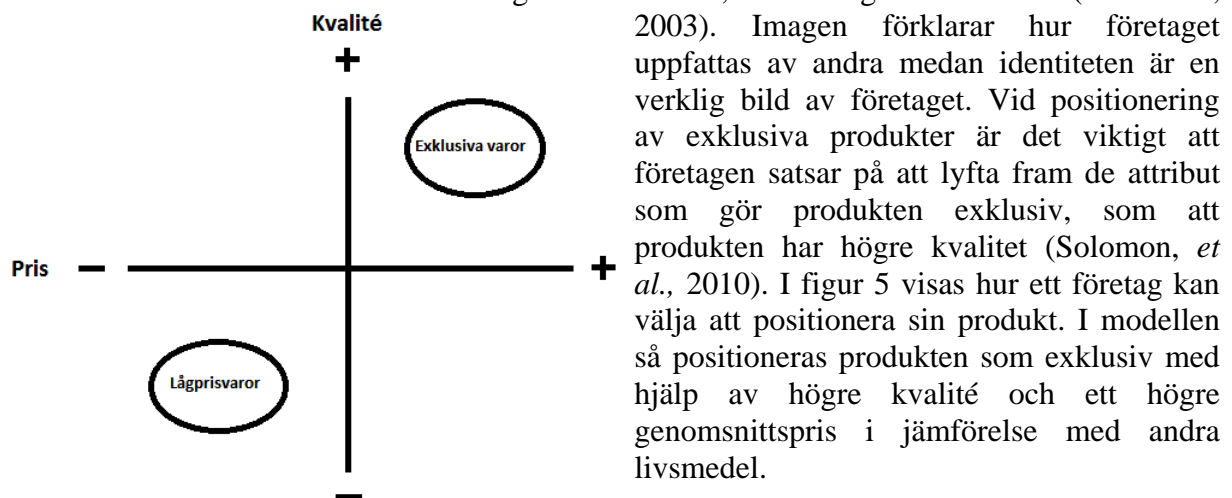 Kvalité
+
Exklusiva varor
Pris
−
+
Lågprisvaror
−
2003). Imagen förklarar hur företaget
uppfattas av andra medan identiteten är en
verklig bild av företaget. Vid positionering
av exklusiva produkter är det viktigt att
företagen satsar på att lyfta fram de attribut
som gör produkten exklusiv, som att
produkten har högre kvalitet (Solomon, et
al., 2010). I figur 5 visas hur ett företag kan
välja att positionera sin produkt. I modellen
så positioneras produkten som exklusiv med
hjälp av högre kvalité och ett högre
genomsnittspris i jämförelse med andra
livsmedel.